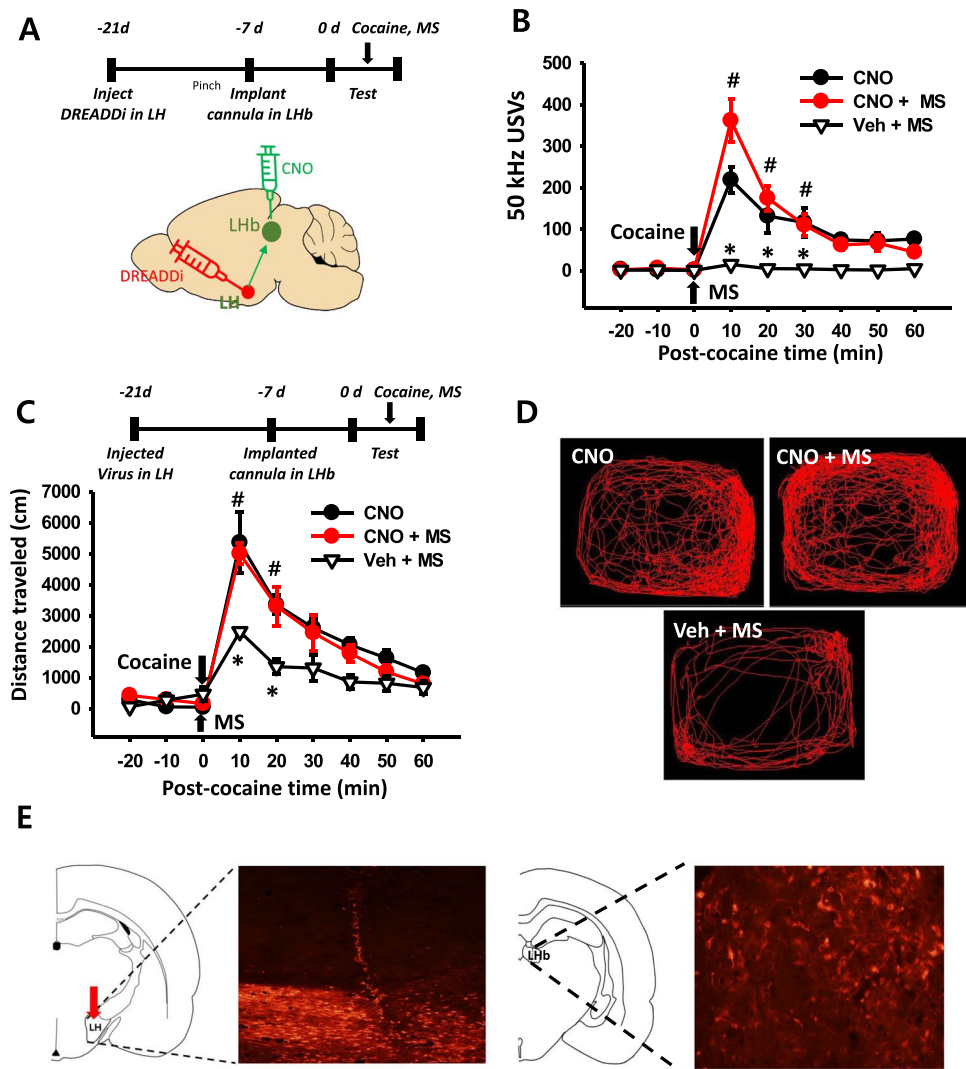 A
-21d
-7 d
0 d
Cocaine, MS
Pinch
Inject
DREADDi in LH
Implant
cannula in LHb
Test
CNO
LHb
DREADDi
LH
B
50 kHz USVs
500
400
300
200
100
0
CNO
CNO + MS
Veh + MS
#
#
#
Cocaine
* * *
MS
-20 -10 0 10 20 30 40 50 60
Post-cocaine time (min)
C
-21d
-7 d
0 d
Cocaine, MS
Injected
Virus in LH
Implanted
cannula in LHb
Test
Distance traveled (cm)
7000
6000
5000
4000
3000
2000
1000
0
CNO
CNO + MS
Veh + MS
#
#
Cocaine
*
*
MS
-20 -10 0 10 20 30 40 50 60
Post-cocaine time (min)
D
CNO
CNO + MS
Veh + MS
E
LH
LHb